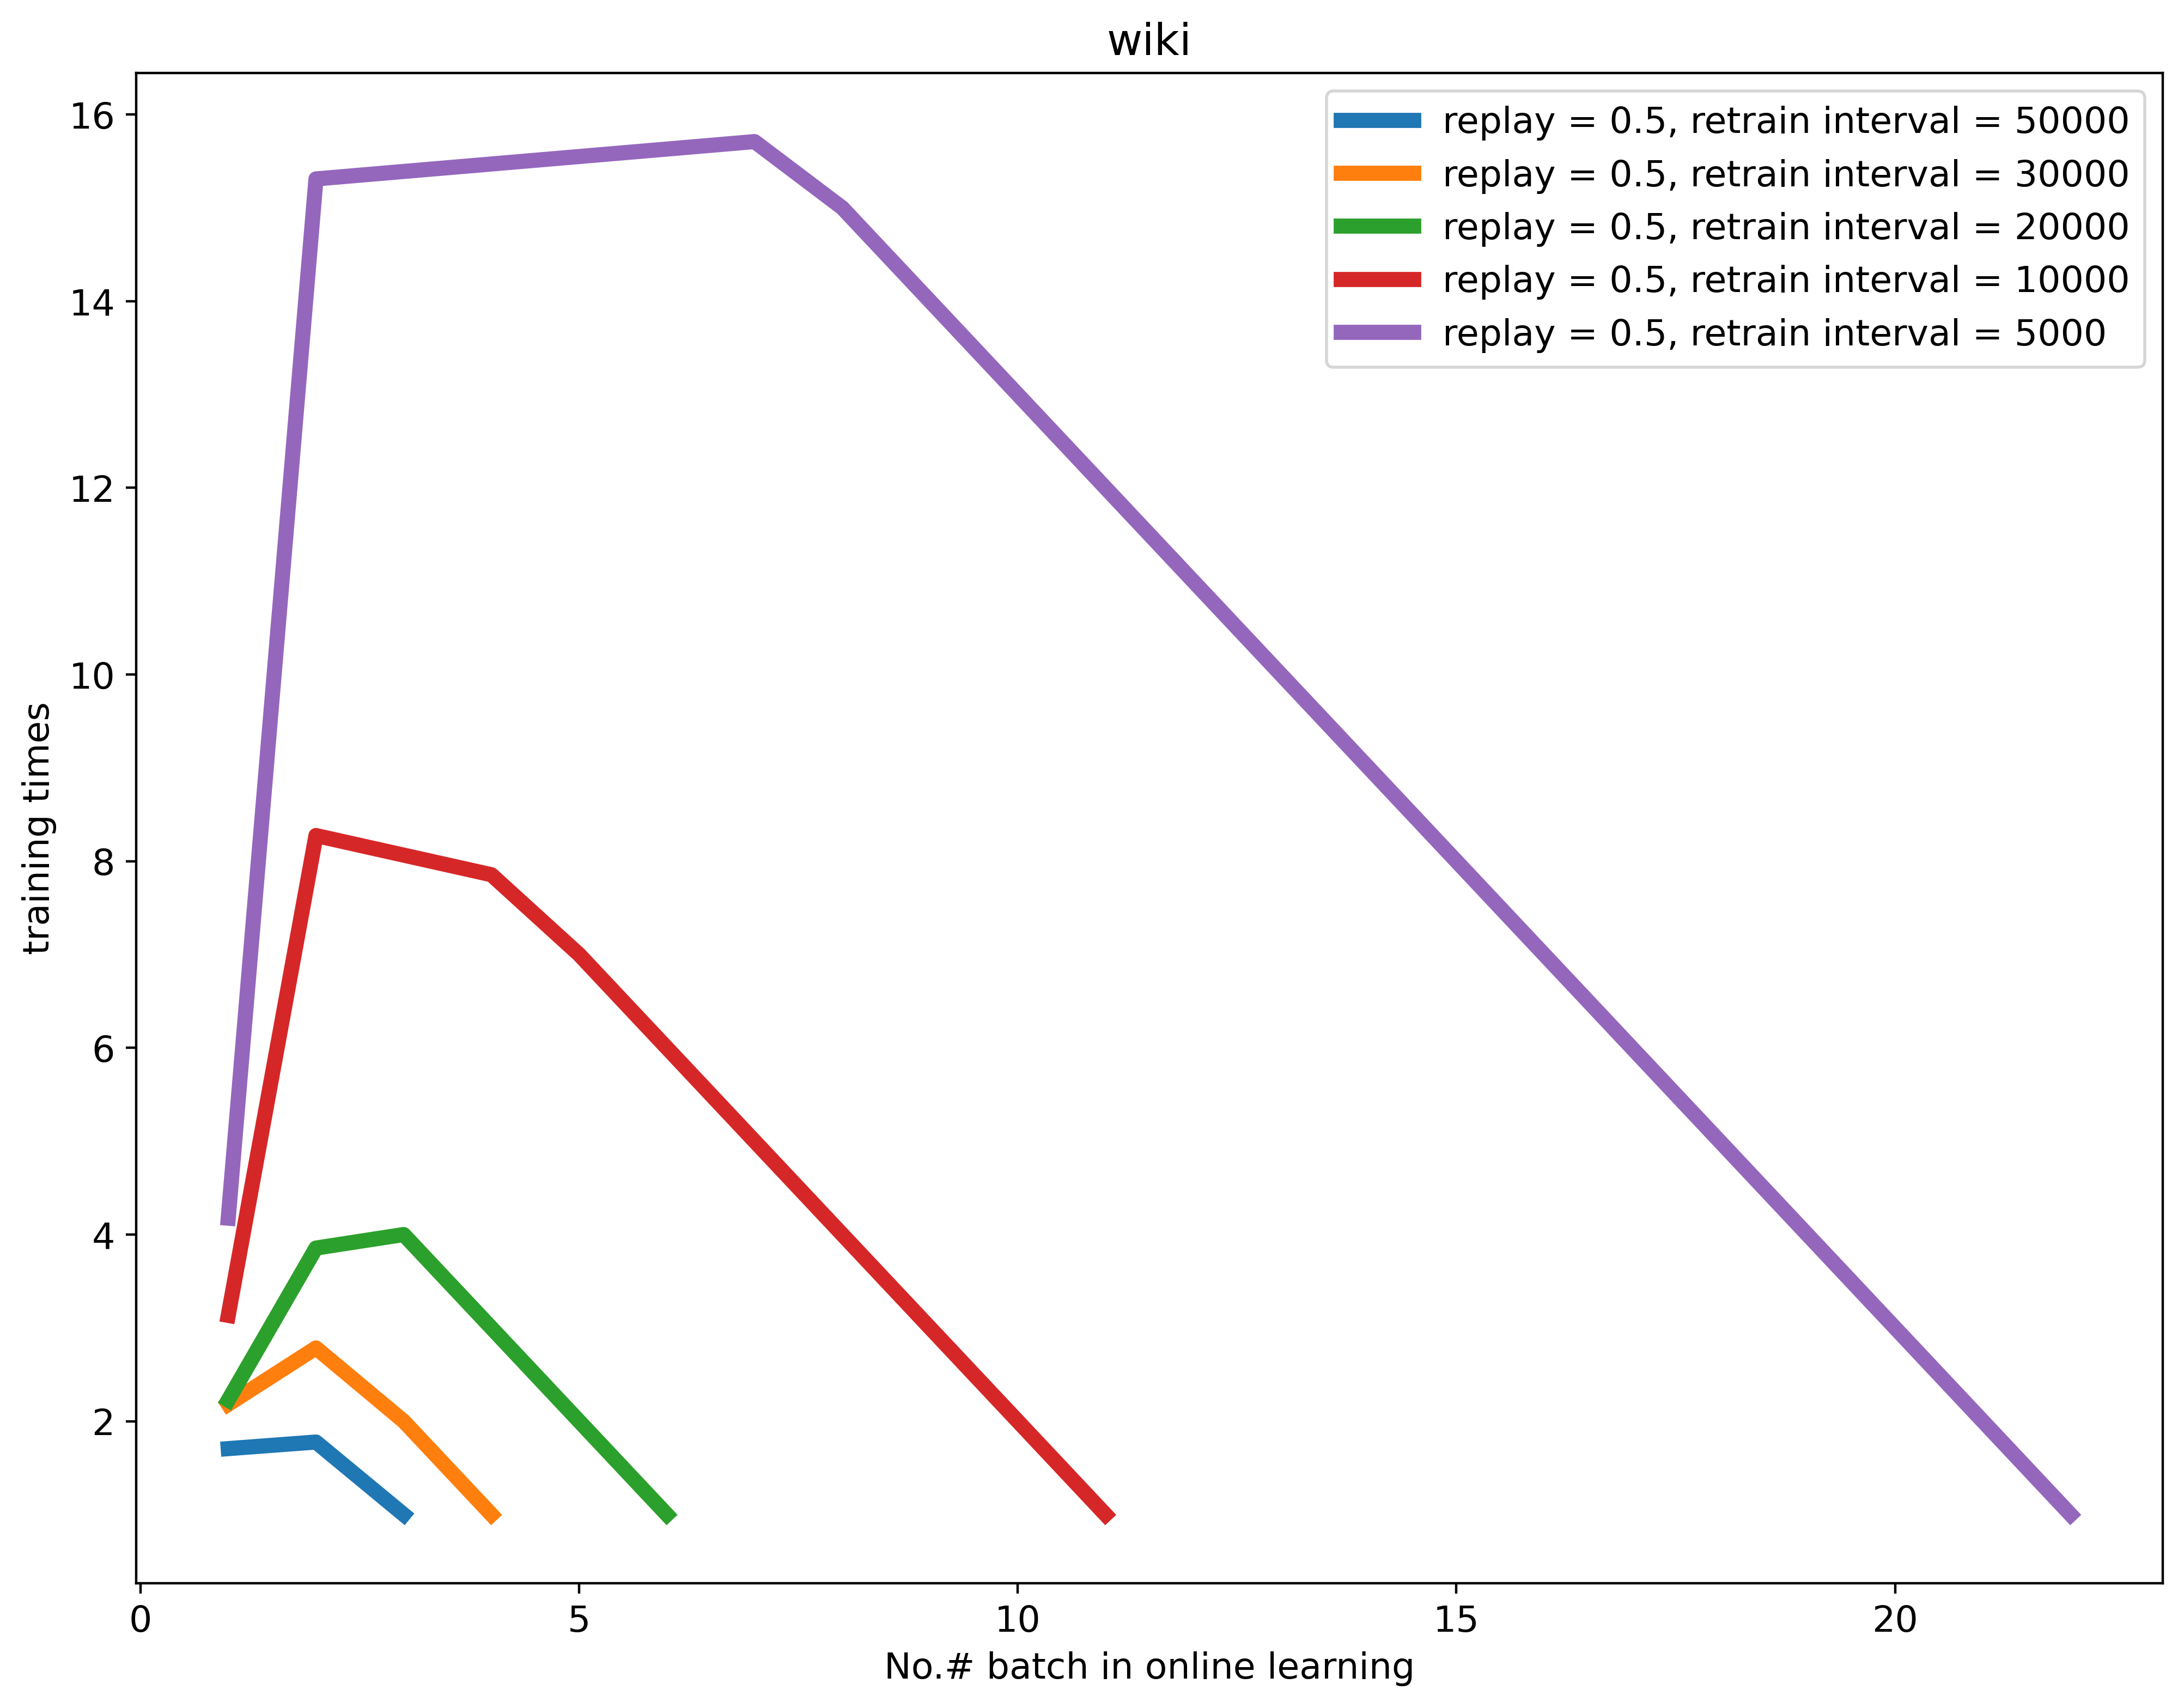 wiki
16
14
12
10
8
6
4
2
training times
replay = 0.5, retrain interval = 50000
replay = 0.5, retrain interval = 30000
replay = 0.5, retrain interval = 20000
replay = 0.5, retrain interval = 10000
replay = 0.5, retrain interval = 5000
0 5 10 15 20
No.# batch in online learning